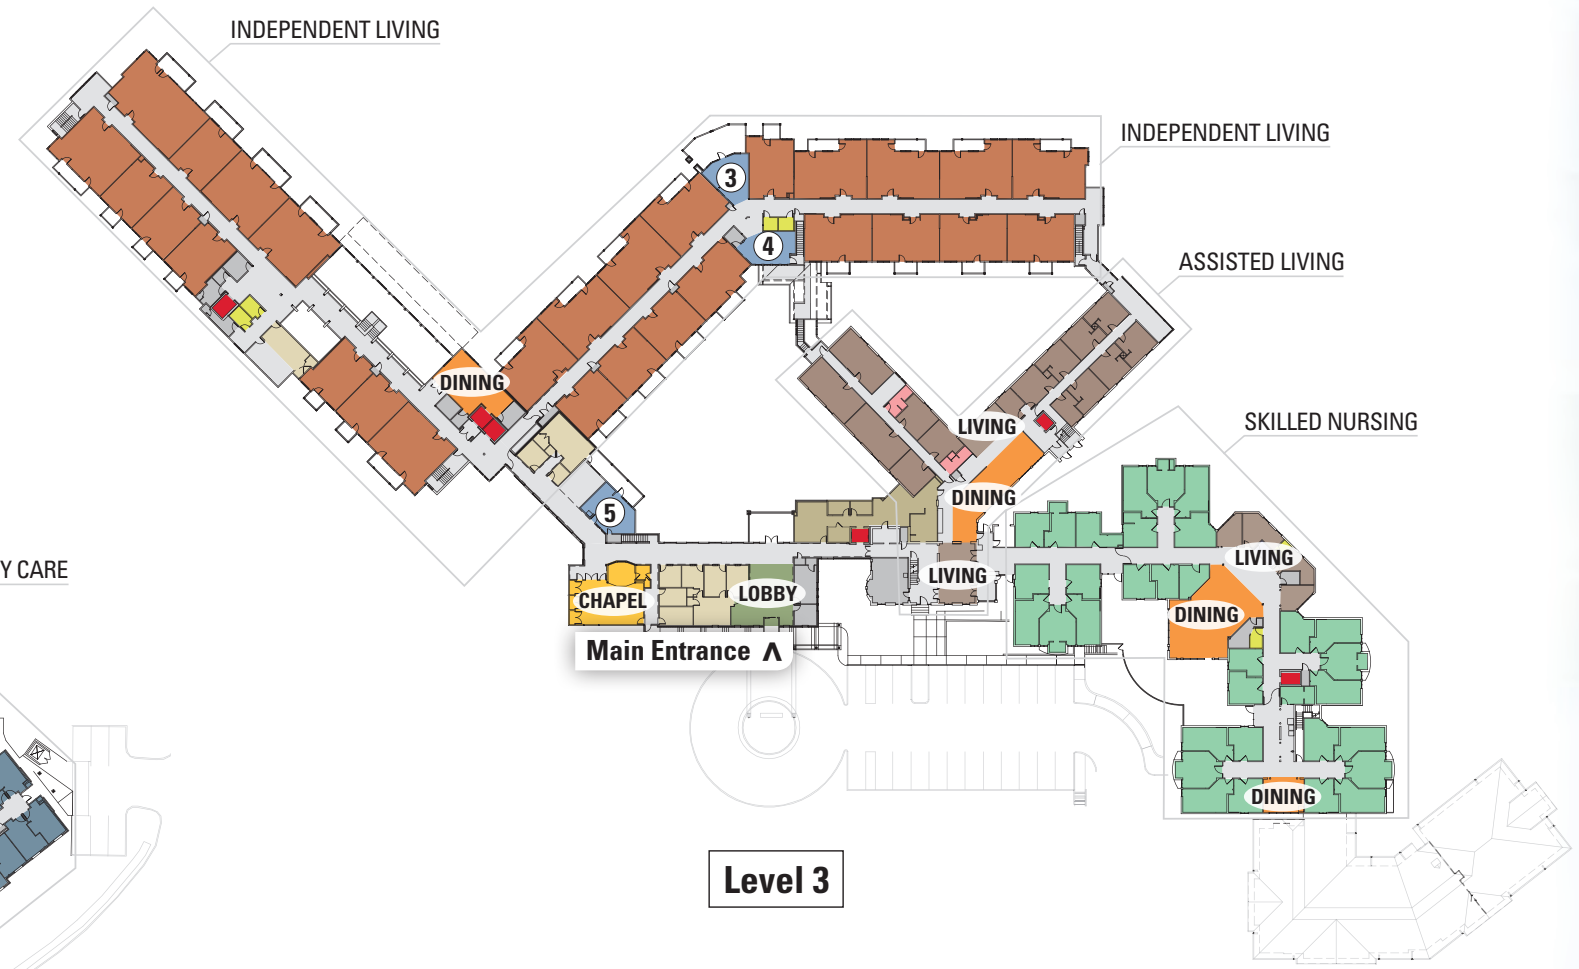 INDEPENDENT LIVING
INDEPENDENT LIVING
3
4
ASSISTED LIVING
DINING
LIVING
SKILLED NURSING
DINING
5
LIVING
Y CARE
LIVING
CHAPEL
LOBBY
DINING
Main Entrance
DINING
Level 3